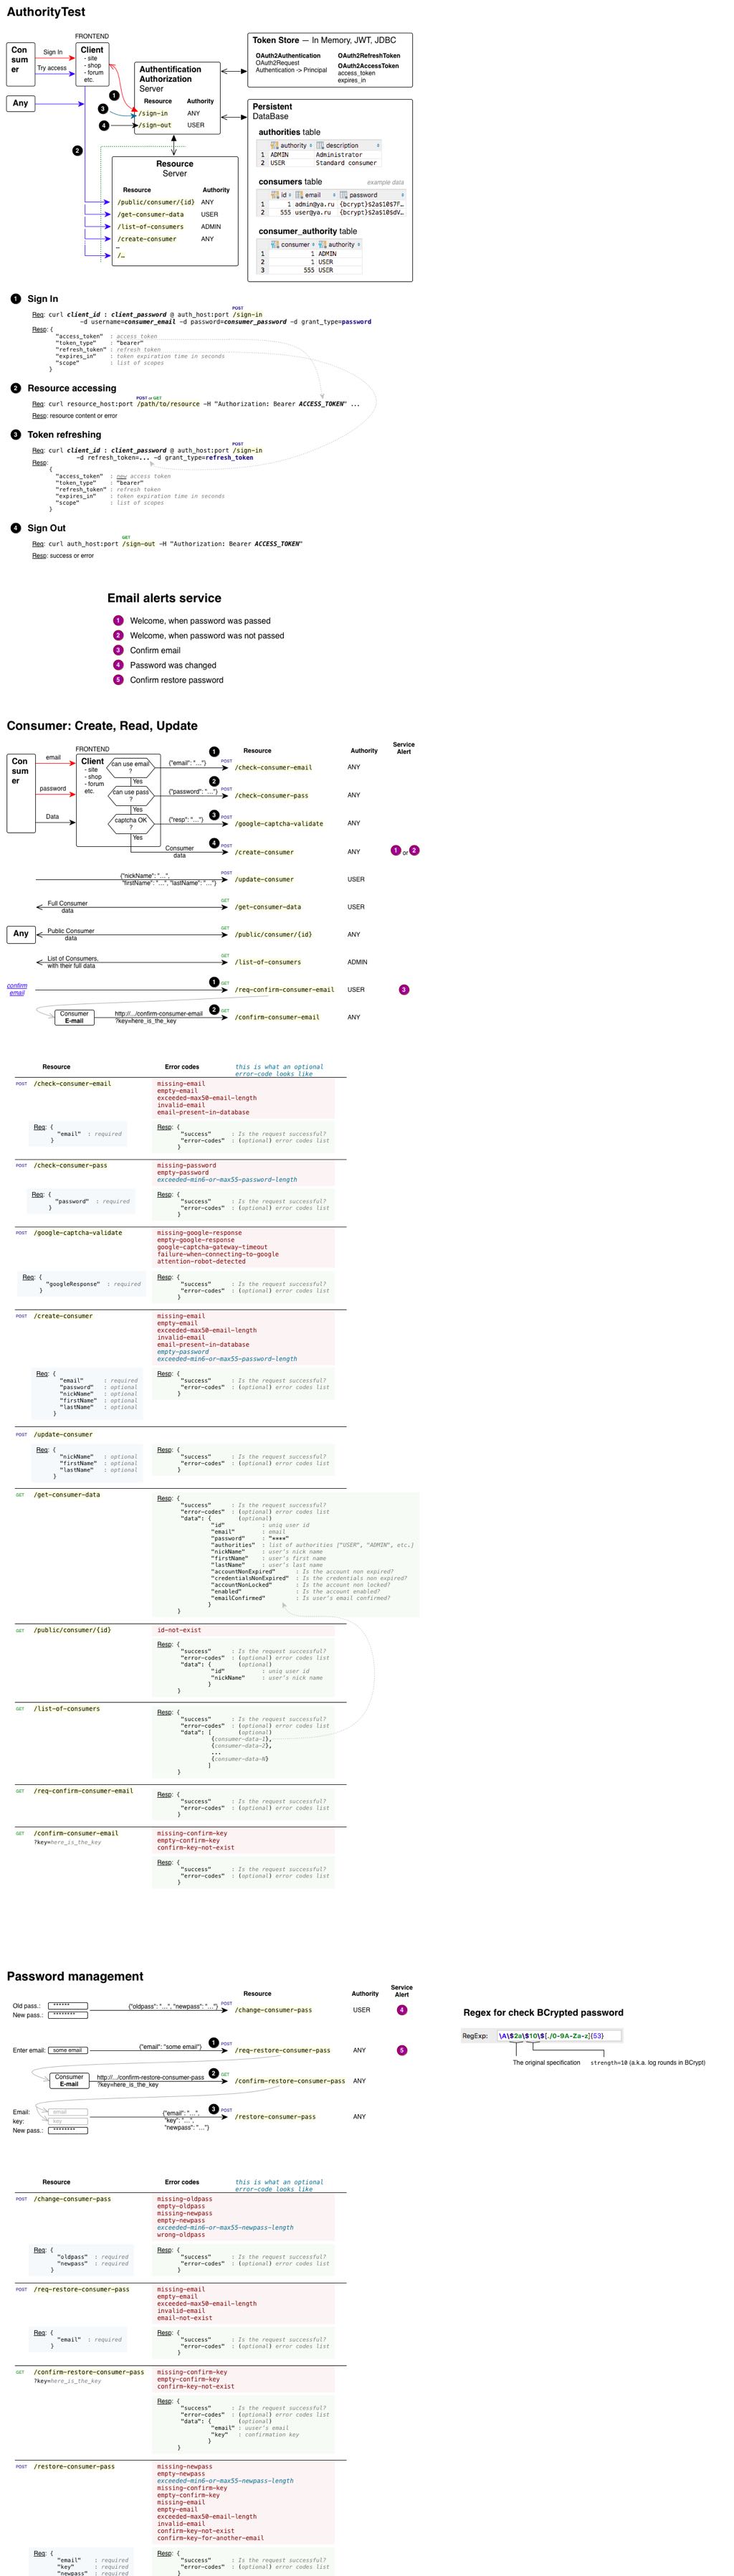 AuthorityTest
FRONTEND
Con
sum
er
Sign In
Try access
Client
- site
- shop
- forum
etc.
Any
Authentification
Authorization
Server
Resource Authority
/sign-in ANY
/sign-out USER
1
3
4
2
Token Store — In Memory, JWT, JDBC
OAuth2Authentication
OAuth2Request
Authentication -> Principal
OAuth2RefreshToken
OAuth2AccessToken
access_token
expires_in
Persistent
DataBase
authorities table
authority description
1 ADMIN Administrator
2 USER Standard consumer
consumers table example data
id email password
1 1 admin@ya.ru {bcrypt}$2a$10$7F…
2 555 user@ya.ru {bcrypt}$2a$10$dV…
consumer_authority table
consumer authority
1 1 ADMIN
2 1 USER
3 555 USER
Resource
Server
Resource Authority
/public/consumer/{id} ANY
/get-consumer-data USER
/list-of-consumers ADMIN
/create-consumer ANY
…
/…
1 Sign In
POST
Req: curl client_id : client_password @ auth_host:port /sign-in
-d username=consumer_email -d password=consumer_password -d grant_type=password
Resp: {
"access_token" : access token
"token_type" : "bearer"
"refresh_token" : refresh token
"expires_in" : token expiration time in seconds
"scope" : list of scopes
}
2 Resource accessing
POST or GET
Req: curl resource_host:port /path/to/resource -H "Authorization: Bearer ACCESS_TOKEN" ...
Resp: resource content or error
3 Token refreshing
POST
Req: curl client_id : client_password @ auth_host:port /sign-in
-d refresh_token=... -d grant_type=refresh_token
Resp:
{
"access_token" : new access token
"token_type" : "bearer"
"refresh_token" : refresh token
"expires_in" : token expiration time in seconds
"scope" : list of scopes
}
4 Sign Out
GET
Req: curl auth_host:port /sign-out -H "Authorization: Bearer ACCESS_TOKEN"
Resp: success or error
Email alerts service
1 Welcome, when password was passed
2 Welcome, when password was not passed
3 Confirm email
4 Password was changed
5 Confirm restore password
Consumer: Create, Read, Update
FRONTEND
Resource Authority Service
Alert
Con
sum
er
email
password
Data
Client
- site
- shop
- forum
etc.
can use email
?
Yes
can use pass
?
Yes
captcha OK
?
Yes
{"email": "…"} 1 POST /check-consumer-email ANY
{"password": "…"} 2 POST /check-consumer-pass ANY
{"resp": "…"} 3 POST /google-captcha-validate ANY
Consumer
data 4 POST /create-consumer ANY 1 or 2
{"nickName": "…",
"firstName": "…", "lastName": "…"} POST /update-consumer USER
Full Consumer
data GET /get-consumer-data USER
Any Public Consumer
data GET /public/consumer/{id} ANY
List of Consumers,
with their full data GET /list-of-consumers ADMIN
confirm
email 1 GET /req-confirm-consumer-email USER 3
Consumer
E-mail
http://.../confirm-consumer-email
?key=here_is_the_key 2 GET /confirm-consumer-email ANY
Resource Error codes this is what an optional
error-code looks like
POST /check-consumer-email
missing-email
empty-email
exceeded-max50-email-length
invalid-email
email-present-in-database
Req: {
"email" : required
}
Resp: {
"success" : Is the request successful?
"error-codes" : (optional) error codes list
}
POST /check-consumer-pass
missing-password
empty-password
exceeded-min6-or-max55-password-length
Req: {
"password" : required
}
Resp: {
"success" : Is the request successful?
"error-codes" : (optional) error codes list
}
POST /google-captcha-validate
missing-google-response
empty-google-response
google-captcha-gateway-timeout
failure-when-connecting-to-google
attention-robot-detected
Req: {
"googleResponse" : required
}
Resp: {
"success" : Is the request successful?
"error-codes" : (optional) error codes list
}
POST /create-consumer
missing-email
empty-email
exceeded-max50-email-length
invalid-email
email-present-in-database
empty-password
exceeded-min6-or-max55-password-length
Req: {
"email" : required
"password" : optional
"nickName" : optional
"firstName" : optional
"lastName" : optional
}
Resp: {
"success" : Is the request successful?
"error-codes" : (optional) error codes list
}
POST /update-consumer
Req: {
"nickName" : optional
"firstName" : optional
"lastName" : optional
}
Resp: {
"success" : Is the request successful?
"error-codes" : (optional) error codes list
}
GET /get-consumer-data
Resp: {
"success" : Is the request successful?
"error-codes" : (optional) error codes list
"data": { (optional)
"id" : uniq user id
"email" : email
"password" : "****"
"authorities" : list of authorities ["USER", "ADMIN", etc.]
"nickName" : user's nick name
"firstName" : user's first name
"lastName" : user's last name
"accountNonExpired" : Is the account non expired?
"credentialsNonExpired" : Is the credentials non expired?
"accountNonLocked" : Is the account non locked?
"enabled" : Is the account enabled?
"emailConfirmed" : Is user's email confirmed?
}
}
GET /public/consumer/{id}
id-not-exist
Resp: {
"success" : Is the request successful?
"error-codes" : (optional) error codes list
"data": { (optional)
"id" : uniq user id
"nickName" : user's nick name
}
}
GET /list-of-consumers
Resp: {
"success" : Is the request successful?
"error-codes" : (optional) error codes list
"data": [ (optional)
{consumer-data-1},
{consumer-data-2},
...
{consumer-data-N}
]
}
GET /req-confirm-consumer-email
Resp: {
"success" : Is the request successful?
"error-codes" : (optional) error codes list
}
GET /confirm-consumer-email
?key=here_is_the_key
missing-confirm-key
empty-confirm-key
confirm-key-not-exist
Resp: {
"success" : Is the request successful?
"error-codes" : (optional) error codes list
}
Password management
Resource Authority Service
Alert
Old pass.: ******
New pass.: ********
{"oldpass": "…", "newpass": "…"} POST /change-consumer-pass USER 4
Enter email: some email {"email": "some email"} 1 POST /req-restore-consumer-pass ANY 5
Consumer
E-mail
http://.../confirm-restore-consumer-pass
?key=here_is_the_key 2 GET /confirm-restore-consumer-pass ANY
Email: email
key: key
New pass.: ********
{"email": "…",
"key": "…",
"newpass": "…"} 3 POST /restore-consumer-pass ANY
Regex for check BCrypted password
RegExp: \A\$2a\$10\$[./0-9A-Za-z]{53}
The original specification strength=10 (a.k.a. log rounds in BCrypt)
Resource Error codes this is what an optional
error-code looks like
POST /change-consumer-pass
missing-oldpass
empty-oldpass
missing-newpass
empty-newpass
exceeded-min6-or-max55-newpass-length
wrong-oldpass
Req: {
"oldpass" : required
"newpass" : required
}
Resp: {
"success" : Is the request successful?
"error-codes" : (optional) error codes list
}
POST /req-restore-consumer-pass
missing-email
empty-email
exceeded-max50-email-length
invalid-email
email-not-exist
Req: {
"email" : required
}
Resp: {
"success" : Is the request successful?
"error-codes" : (optional) error codes list
}
GET /confirm-restore-consumer-pass
?key=here_is_the_key
missing-confirm-key
empty-confirm-key
confirm-key-not-exist
Resp: {
"success" : Is the request successful?
"error-codes" : (optional) error codes list
"data": { (optional)
"email" : uuser's email
"key" : confirmation key
}
}
POST /restore-consumer-pass
missing-newpass
empty-newpass
exceeded-min6-or-max55-newpass-length
missing-confirm-key
empty-confirm-key
missing-email
empty-email
exceeded-max50-email-length
invalid-email
confirm-key-not-exist
confirm-key-for-another-email
Req: {
"email" : required
"key" : required
"newpass" : required
Resp: {
"success" : Is the request successful?
"error-codes" : (optional) error codes list
}